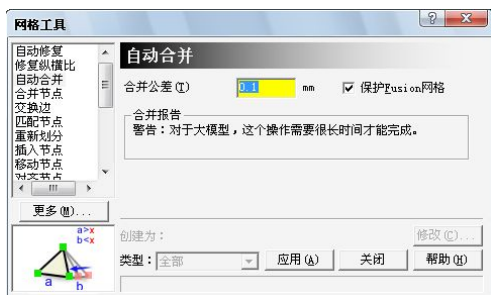 网格工具
自动修复
修复纵横比
自动合并
合并节点
交换边
匹配节点
重新划分
插入节点
移动节点
对齐节点
更多(M)...
a>x
b<x
a
b
自动合并
合并公差(T) 0.1 mm 保护Fusion网格
合并报告
警告：对于大模型，这个操作需要很长时间才能完成。
创建为： 修改(C)...
类型：全部 应用(A) 关闭 帮助(H)